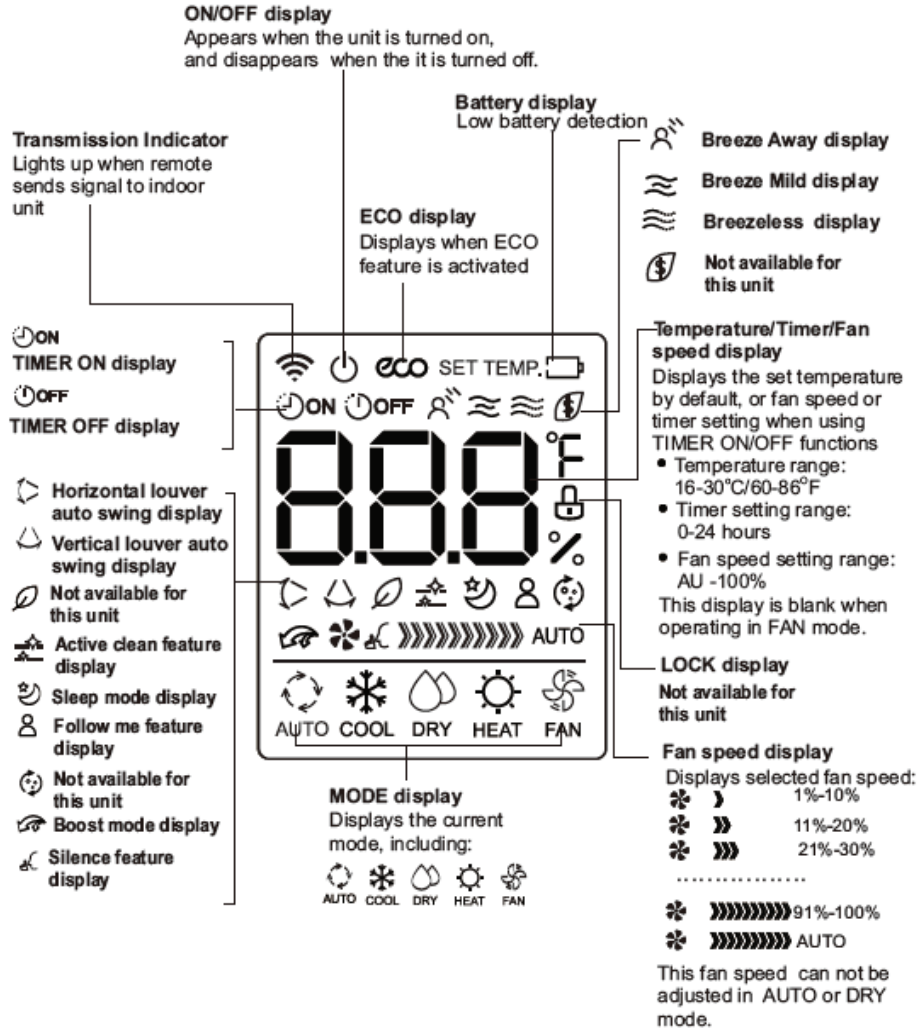 ON/OFF display
Appears when the unit is turned on,
and disappears when the it is turned off.
Battery display
Low battery detection
Transmission Indicator
Lights up when remote
sends signal to indoor
unit
ECO display
Displays when ECO
feature is activated
Breeze Away display
Breeze Mild display
Breezeless display
Not available for
this unit
ON
TIMER ON display
OFF
TIMER OFF display
Horizontal louver
auto swing display
Vertical louver auto
swing display
Not available for
this unit
Active clean feature
display
Sleep mode display
Follow me feature
display
Not available for
this unit
Boost mode display
Silence feature
display
eco SET TEMP.
ON OFF $
8.8.8 °F
%
AUTO
AUTO COOL DRY HEAT FAN
MODE display
Displays the current
mode, including:
AUTO COOL DRY HEAT FAN
Temperature/Timer/Fan
speed display
Displays the set temperature
by default, or fan speed or
timer setting when using
TIMER ON/OFF functions
• Temperature range:
16-30°C/60-86°F
• Timer setting range:
0-24 hours
• Fan speed setting range:
AU -100%
This display is blank when
operating in FAN mode.
LOCK display
Not available for
this unit
Fan speed display
Displays selected fan speed:
1%-10%
11%-20%
21%-30%
..................
91%-100%
AUTO
This fan speed can not be
adjusted in AUTO or DRY
mode.